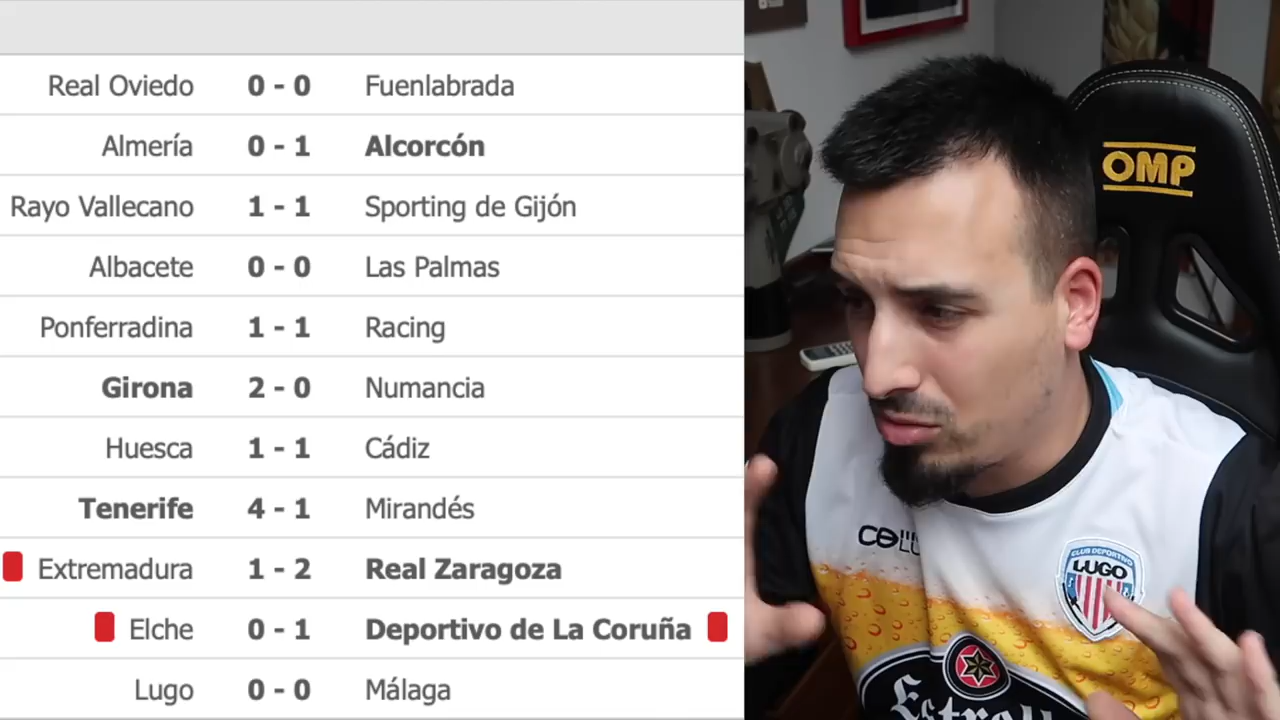 Real Oviedo 0 - 0 Fuenlabrada
Almería 0 - 1 Alcorcón
Rayo Vallecano 1 - 1 Sporting de Gijón
Albacete 0 - 0 Las Palmas
Ponferradina 1 - 1 Racing
Girona 2 - 0 Numancia
Huesca 1 - 1 Cádiz
Tenerife 4 - 1 Mirandés
Extremadura 1 - 2 Real Zaragoza
Elche 0 - 1 Deportivo de La Coruña
Lugo 0 - 0 Málaga
OMP
CLUB DEPORTIVO
LUGO